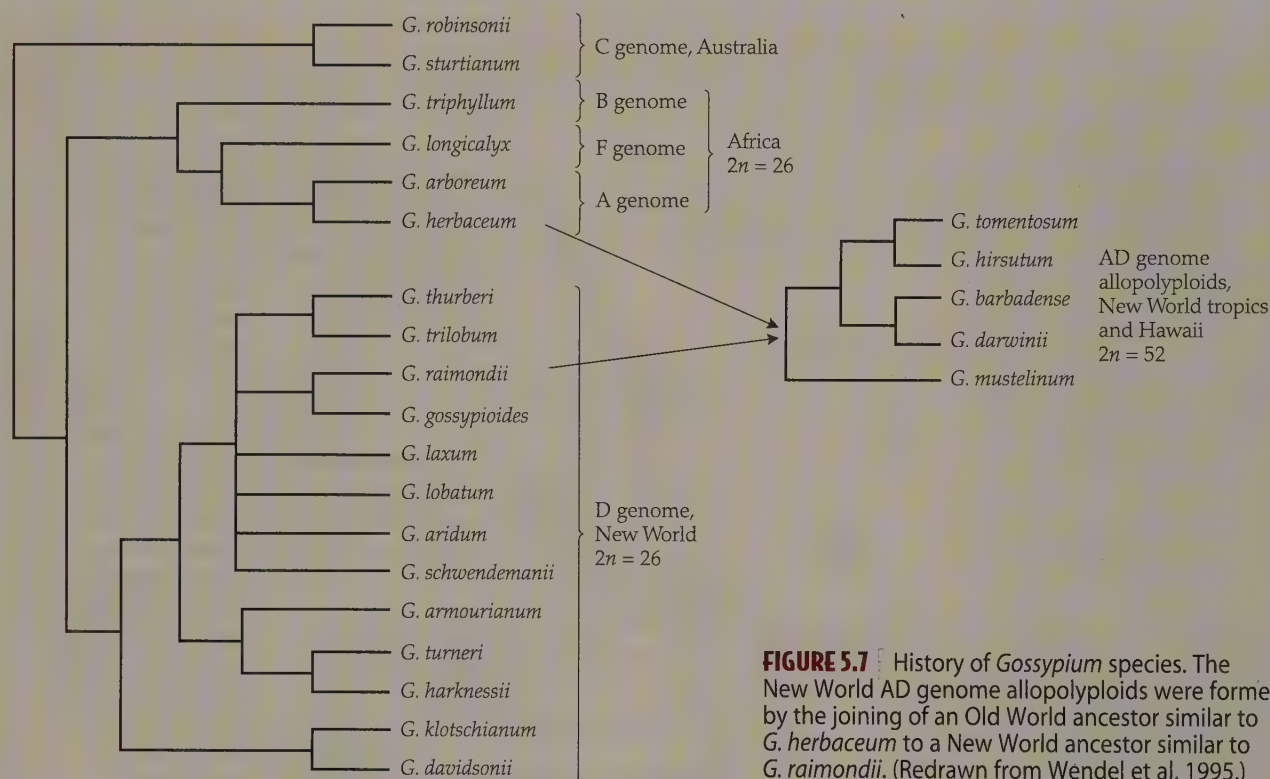 G. robinsonii
G. sturtianum
C genome, Australia
G. triphyllum
B genome
G. longicalyx
F genome
G. arboreum
G. herbaceum
A genome
Africa
2n = 26
G. thurberi
G. trilobum
G. raimondii
G. gossypioides
G. laxum
G. lobatum
G. aridum
G. schwendemanii
G. armourianum
G. turneri
G. harknessii
G. klotschianum
G. davidsonii
D genome,
New World
2n = 26
G. tomentosum
G. hirsutum
G. barbadense
G. darwinii
G. mustelinum
AD genome
allopolyploids,
New World tropics
and Hawaii
2n = 52
FIGURE 5.7 History of Gossypium species. The
New World AD genome allopolyploids were forme
by the joining of an Old World ancestor similar to
G. herbaceum to a New World ancestor similar to
G. raimondii. (Redrawn from Wendel et al. 1995.)